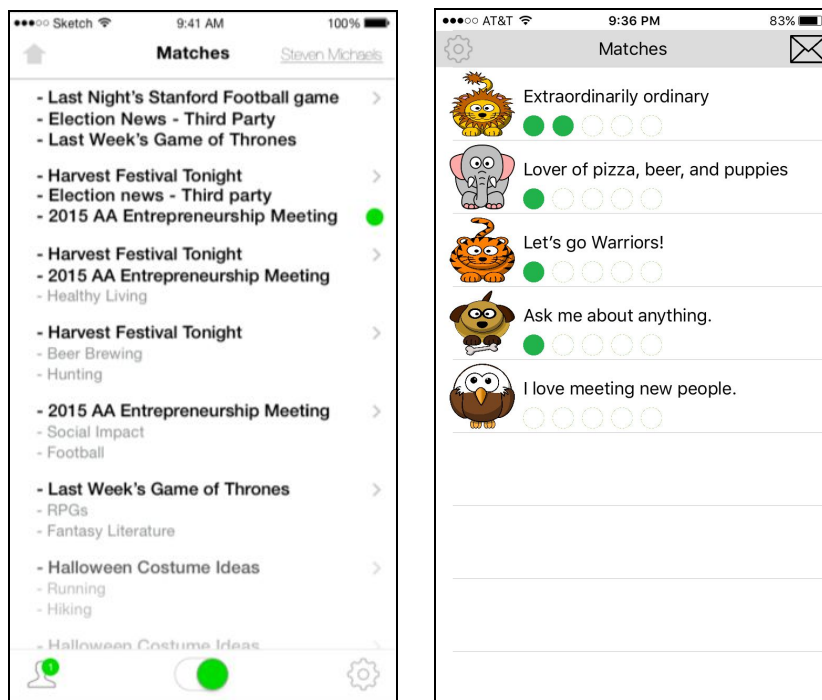 Sketch 9:41 AM 100%
Matches Steven Michaels
- Last Night's Stanford Football game
- Election News - Third Party
- Last Week's Game of Thrones
- Harvest Festival Tonight
- Election news - Third party
- 2015 AA Entrepreneurship Meeting
- Harvest Festival Tonight
- 2015 AA Entrepreneurship Meeting
- Healthy Living
- Harvest Festival Tonight
- Beer Brewing
- Hunting
- 2015 AA Entrepreneurship Meeting
- Social Impact
- Football
- Last Week's Game of Thrones
- RPGs
- Fantasy Literature
- Halloween Costume Ideas
- Running
- Hiking
- Halloween Costume Ideas
1
AT&T 9:36 PM 83%
Matches
Extraordinarily ordinary
Lover of pizza, beer, and puppies
Let's go Warriors!
Ask me about anything.
I love meeting new people.